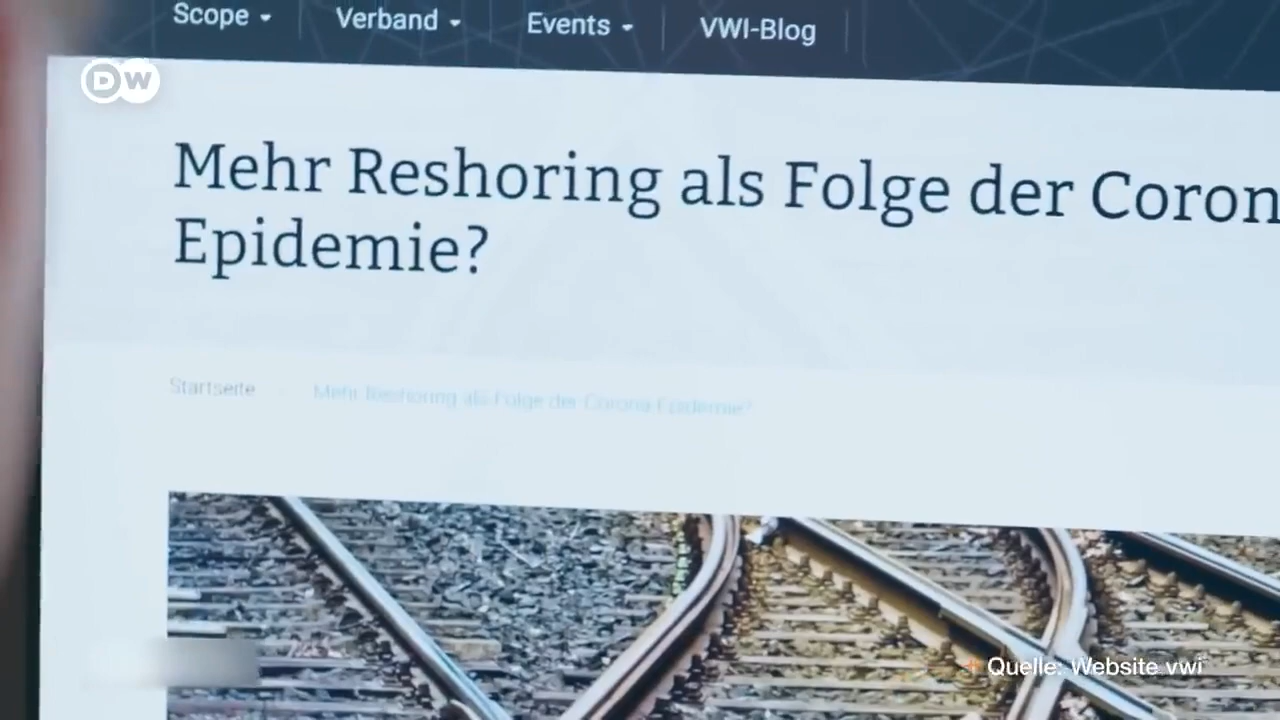 Scope
Verband
Events
VWI-Blog
DW
Mehr Reshoring als Folge der Coron
Epidemie?
Startseite
Mehr Reshoring als Folge der Corona Epidemie?
Quelle: Website vwi